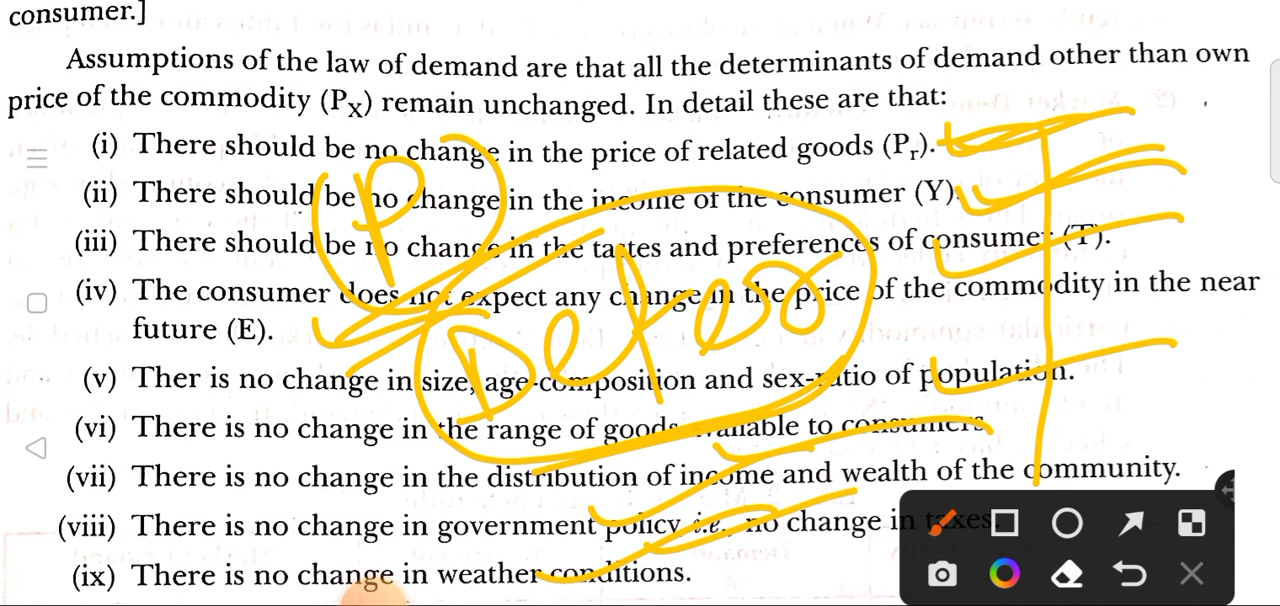 consumer.]
Assumptions of the law of demand are that all the determinants of demand other than own
price of the commodity (Px) remain unchanged. In detail these are that:
(i) There should be no change in the price of related goods (Pr).
(ii) There should be no change in the income of the consumer (Y).
(iii) There should be no change in the tastes and preferences of consumer (T).
(iv) The consumer does not expect any change in the price of the commodity in the near
future (E).
(v) Ther is no change in size, age-composition and sex-ratio of population.
(vi) There is no change in the range of goods available to consumers.
(vii) There is no change in the distribution of income and wealth of the community.
(viii) There is no change in government policy i.e., no change in taxes.
(ix) There is no change in weather conditions.
P